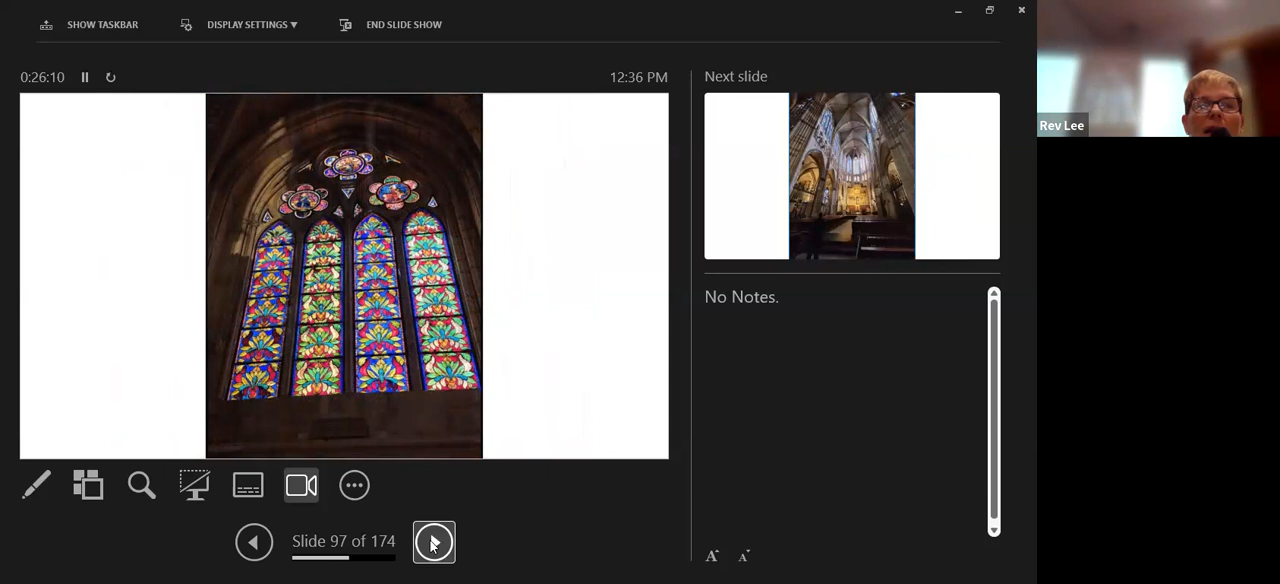 SHOW TASKBAR DISPLAY SETTINGS ▼ END SLIDE SHOW
0:26:10 12:36 PM
Next slide
Rev Lee
No Notes.
Slide 97 of 174
A A